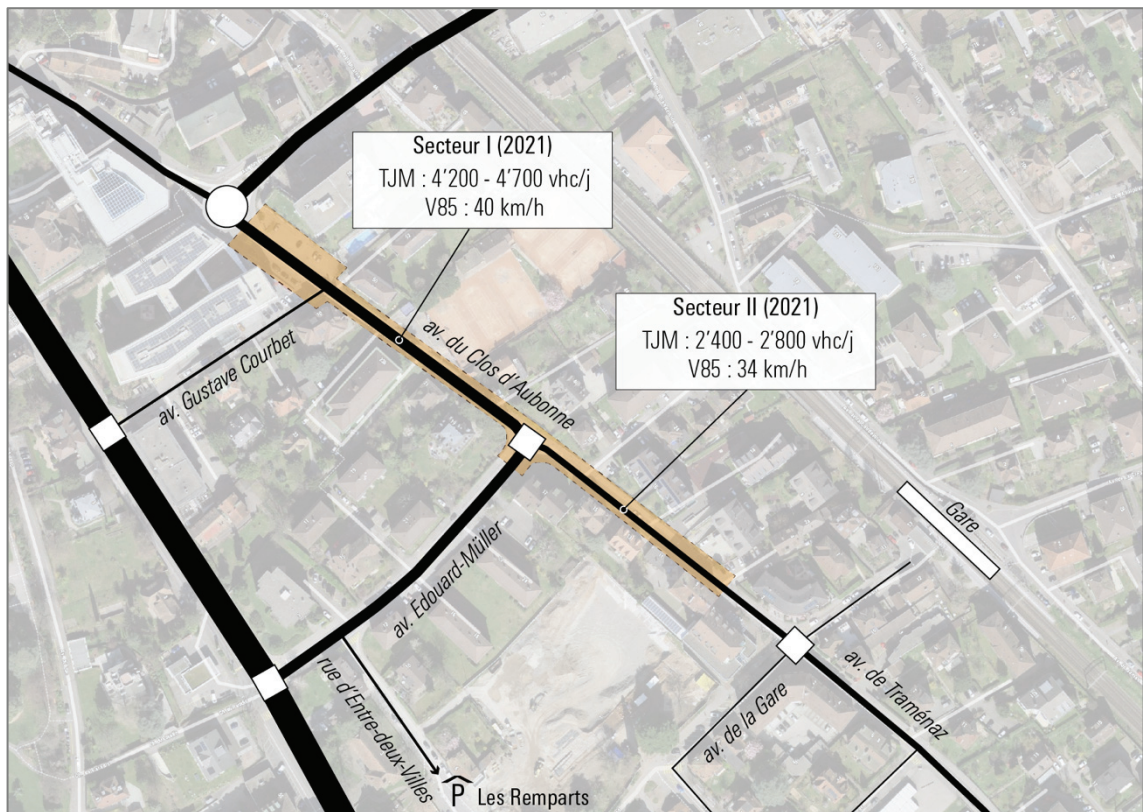 Secteur I (2021)
TJM : 4’200 - 4’700 vhc/j
V85 : 40 km/h
Secteur II (2021)
TJM : 2’400 - 2’800 vhc/j
V85 : 34 km/h
av. du Clos d’Aubonne
av. Gustave Courbet
Gare
av. Edouard-Müller
rue d’Entre-deux-Villes
av. de la Gare
av. de Traménaz
P Les Remparts